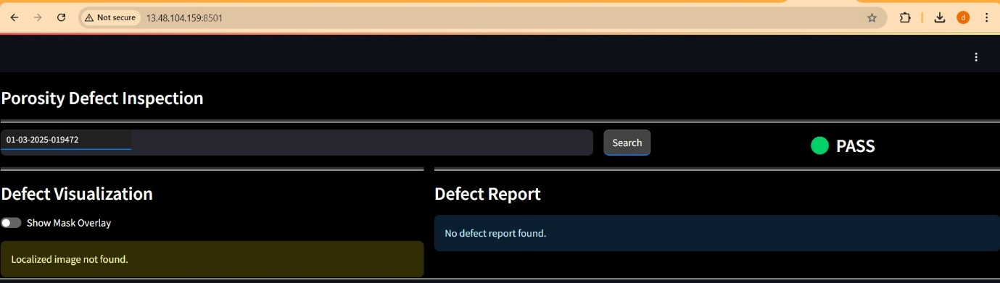 Not secure 13.48.104.159:8501
d
Porosity Defect Inspection
01-03-2025-019472
Search
PASS
Defect Visualization
Show Mask Overlay
Localized image not found.
Defect Report
No defect report found.